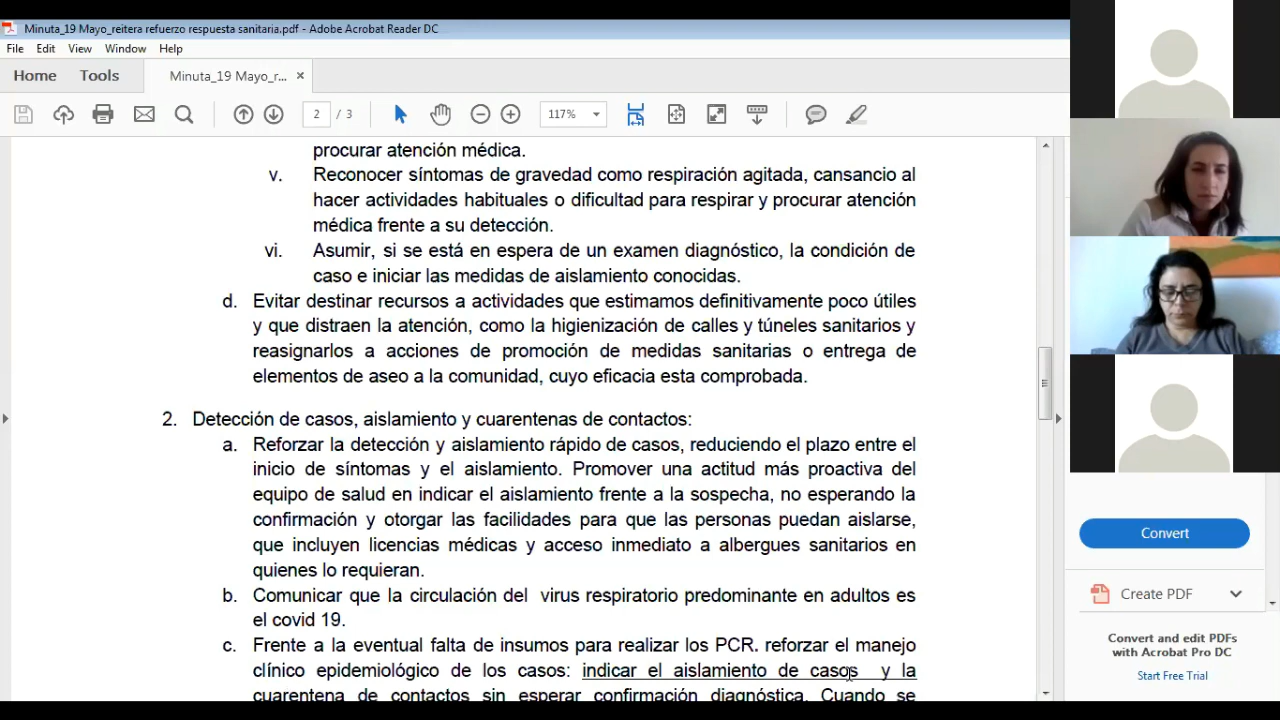 Minuta_19 Mayo_reitera refuerzo respuesta sanitaria.pdf - Adobe Acrobat Reader DC
File Edit View Window Help
Home Tools Minuta_19 Mayo_r... ×
2 / 3 117%
procurar atención médica.
v. Reconocer síntomas de gravedad como respiración agitada, cansancio al
hacer actividades habituales o dificultad para respirar y procurar atención
médica frente a su detección.
vi. Asumir, si se está en espera de un examen diagnóstico, la condición de
caso e iniciar las medidas de aislamiento conocidas.
d. Evitar destinar recursos a actividades que estimamos definitivamente poco útiles
y que distraen la atención, como la higienización de calles y túneles sanitarios y
reasignarlos a acciones de promoción de medidas sanitarias o entrega de
elementos de aseo a la comunidad, cuyo eficacia esta comprobada.
2. Detección de casos, aislamiento y cuarentenas de contactos:
a. Reforzar la detección y aislamiento rápido de casos, reduciendo el plazo entre el
inicio de síntomas y el aislamiento. Promover una actitud más proactiva del
equipo de salud en indicar el aislamiento frente a la sospecha, no esperando la
confirmación y otorgar las facilidades para que las personas puedan aislarse,
que incluyen licencias médicas y acceso inmediato a albergues sanitarios en
quienes lo requieran.
b. Comunicar que la circulación del virus respiratorio predominante en adultos es
el covid 19.
c. Frente a la eventual falta de insumos para realizar los PCR. reforzar el manejo
clínico epidemiológico de los casos: indicar el aislamiento de casos y la
cuarentena de contactos sin esperar confirmación diagnóstica. Cuando se
Convert
Create PDF
Convert and edit PDFs
with Acrobat Pro DC
Start Free Trial